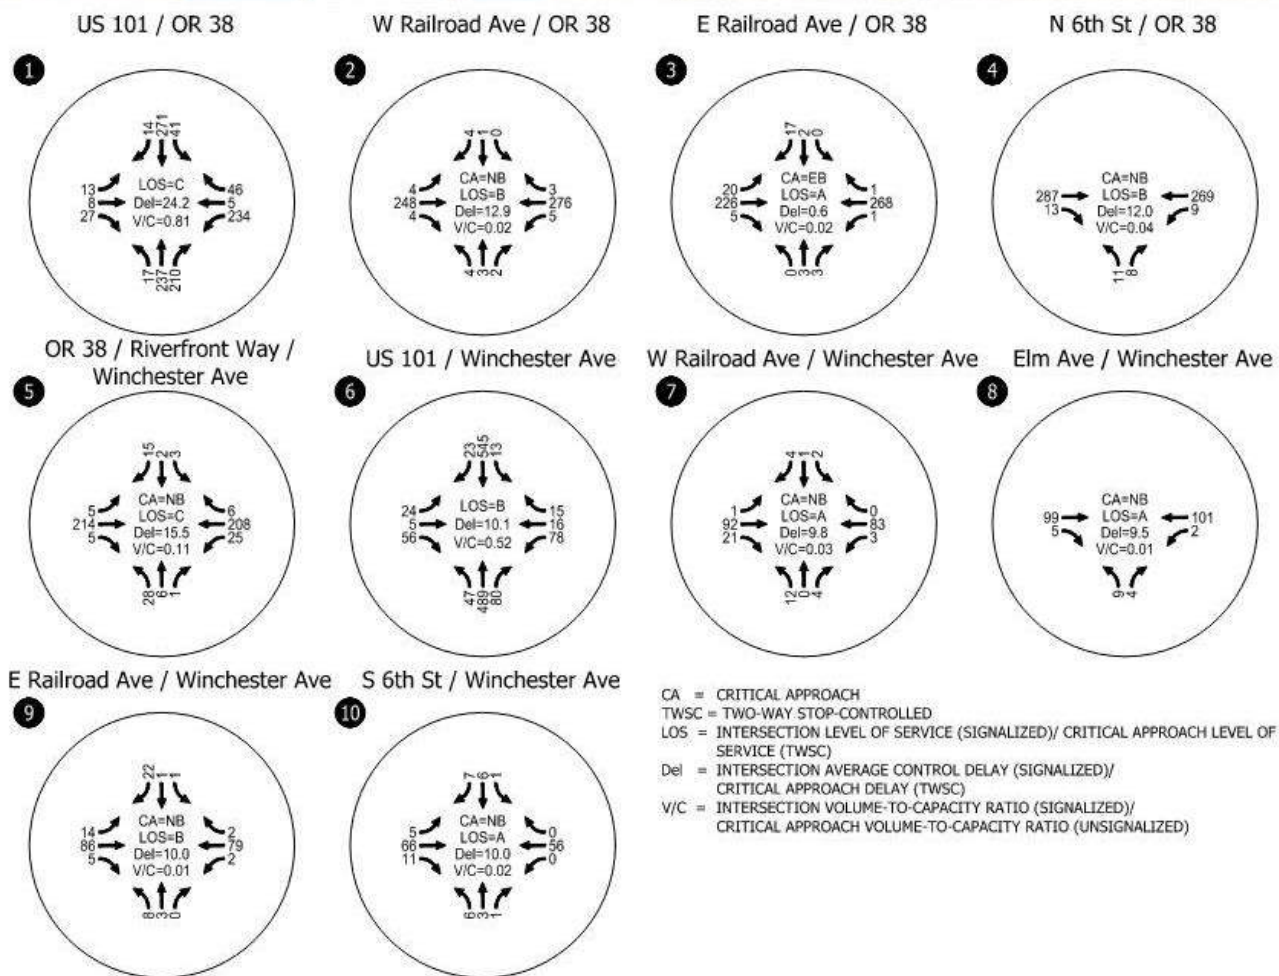 US 101 / OR 38
1
14 271 41
13
8
27
LOS=C
Del=24.2
V/C=0.81
46
5
234
17 237 210
W Railroad Ave / OR 38
2
4 1 0
4
248
4
CA=NB
LOS=B
Del=12.9
V/C=0.02
3
276
5
4 3 2
E Railroad Ave / OR 38
3
17 2 0
20
226
5
CA=EB
LOS=A
Del=0.6
V/C=0.02
1
268
1
0 3 3
N 6th St / OR 38
4
287
13
CA=NB
LOS=B
Del=12.0
V/C=0.04
269
9
11 8
OR 38 / Riverfront Way /
Winchester Ave
5
15 2 3
5
214
5
CA=NB
LOS=C
Del=15.5
V/C=0.11
6
208
25
28 6 1
US 101 / Winchester Ave
6
23 545 13
24
5
56
LOS=B
Del=10.1
V/C=0.52
15
16
78
47 489 80
W Railroad Ave / Winchester Ave
7
4 1 2
1
92
21
CA=NB
LOS=A
Del=9.8
V/C=0.03
0
83
3
12 0 4
Elm Ave / Winchester Ave
8
99
5
CA=NB
LOS=A
Del=9.5
V/C=0.01
101
2
9 4
E Railroad Ave / Winchester Ave
9
22 1 1
14
86
5
CA=NB
LOS=B
Del=10.0
V/C=0.01
2
79
2
8 3 0
S 6th St / Winchester Ave
10
7 6 1
5
66
11
CA=NB
LOS=A
Del=10.0
V/C=0.02
0
56
0
6 3 1
CA = CRITICAL APPROACH
TWSC = TWO-WAY STOP-CONTROLLED
LOS = INTERSECTION LEVEL OF SERVICE (SIGNALIZED)/ CRITICAL APPROACH LEVEL OF
SERVICE (TWSC)
Del = INTERSECTION AVERAGE CONTROL DELAY (SIGNALIZED)/
CRITICAL APPROACH DELAY (TWSC)
V/C = INTERSECTION VOLUME-TO-CAPACITY RATIO (SIGNALIZED)/
CRITICAL APPROACH VOLUME-TO-CAPACITY RATIO (UNSIGNALIZED)